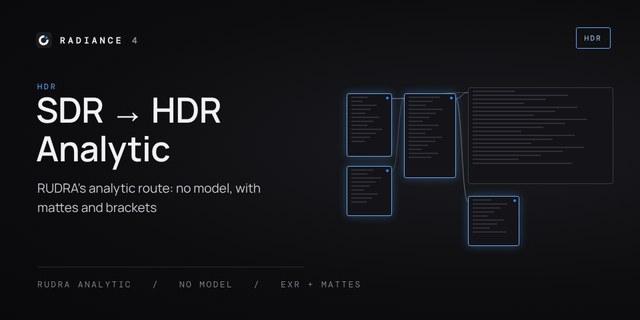 RADIANCE 4
HDR
HDR
SDR → HDR
Analytic
RUDRA's analytic route: no model, with
mattes and brackets
RUDRA ANALYTIC / NO MODEL / EXR + MATTES